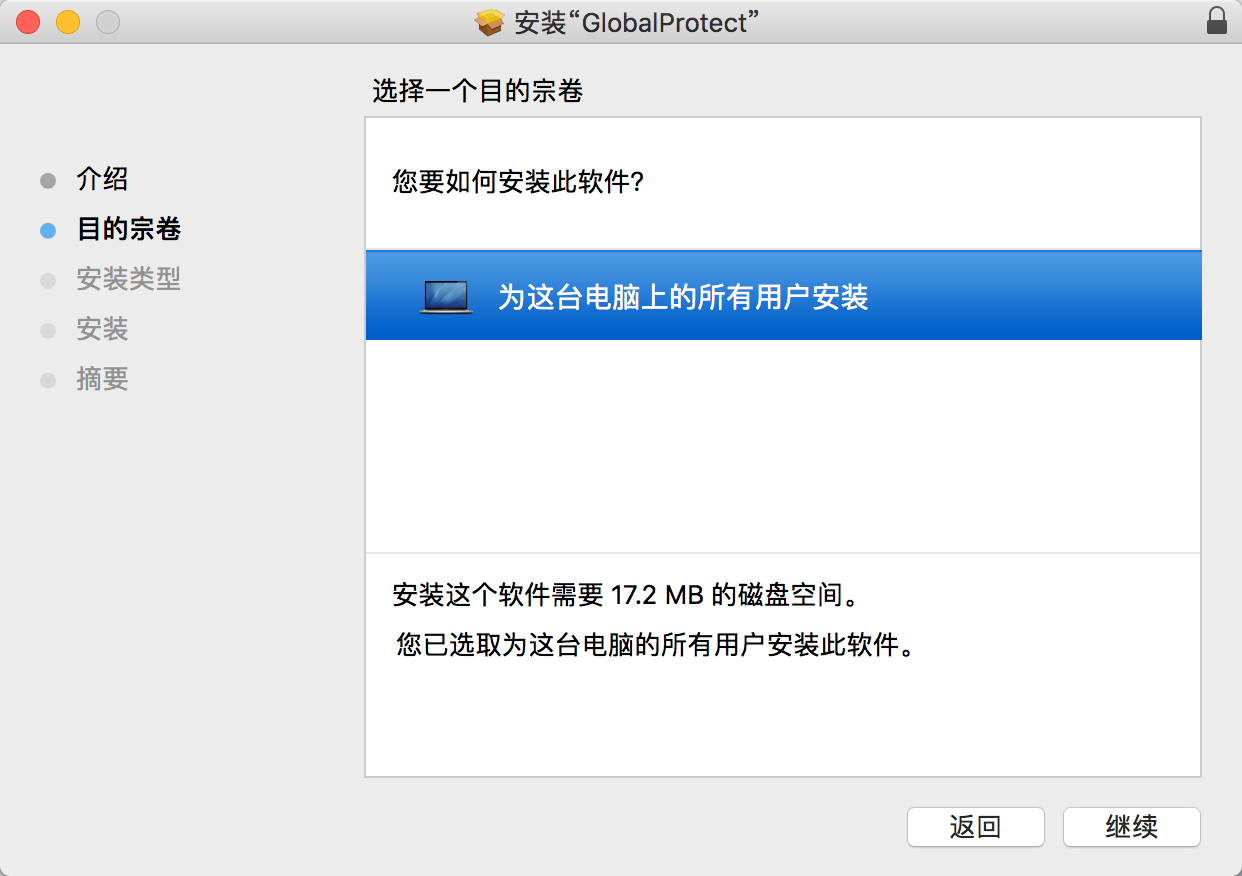 安装“GlobalProtect”
选择一个目的宗卷
介绍
目的宗卷
安装类型
安装
摘要
您要如何安装此软件?
为这台电脑上的所有用户安装
安装这个软件需要 17.2 MB 的磁盘空间。
您已选取为这台电脑的所有用户安装此软件。
返回
继续